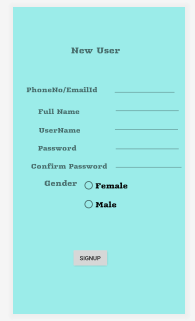 New User
PhoneNo/EmailId
Full Name
UserName
Password
Confirm Password
Gender Female
Male
SIGNUP